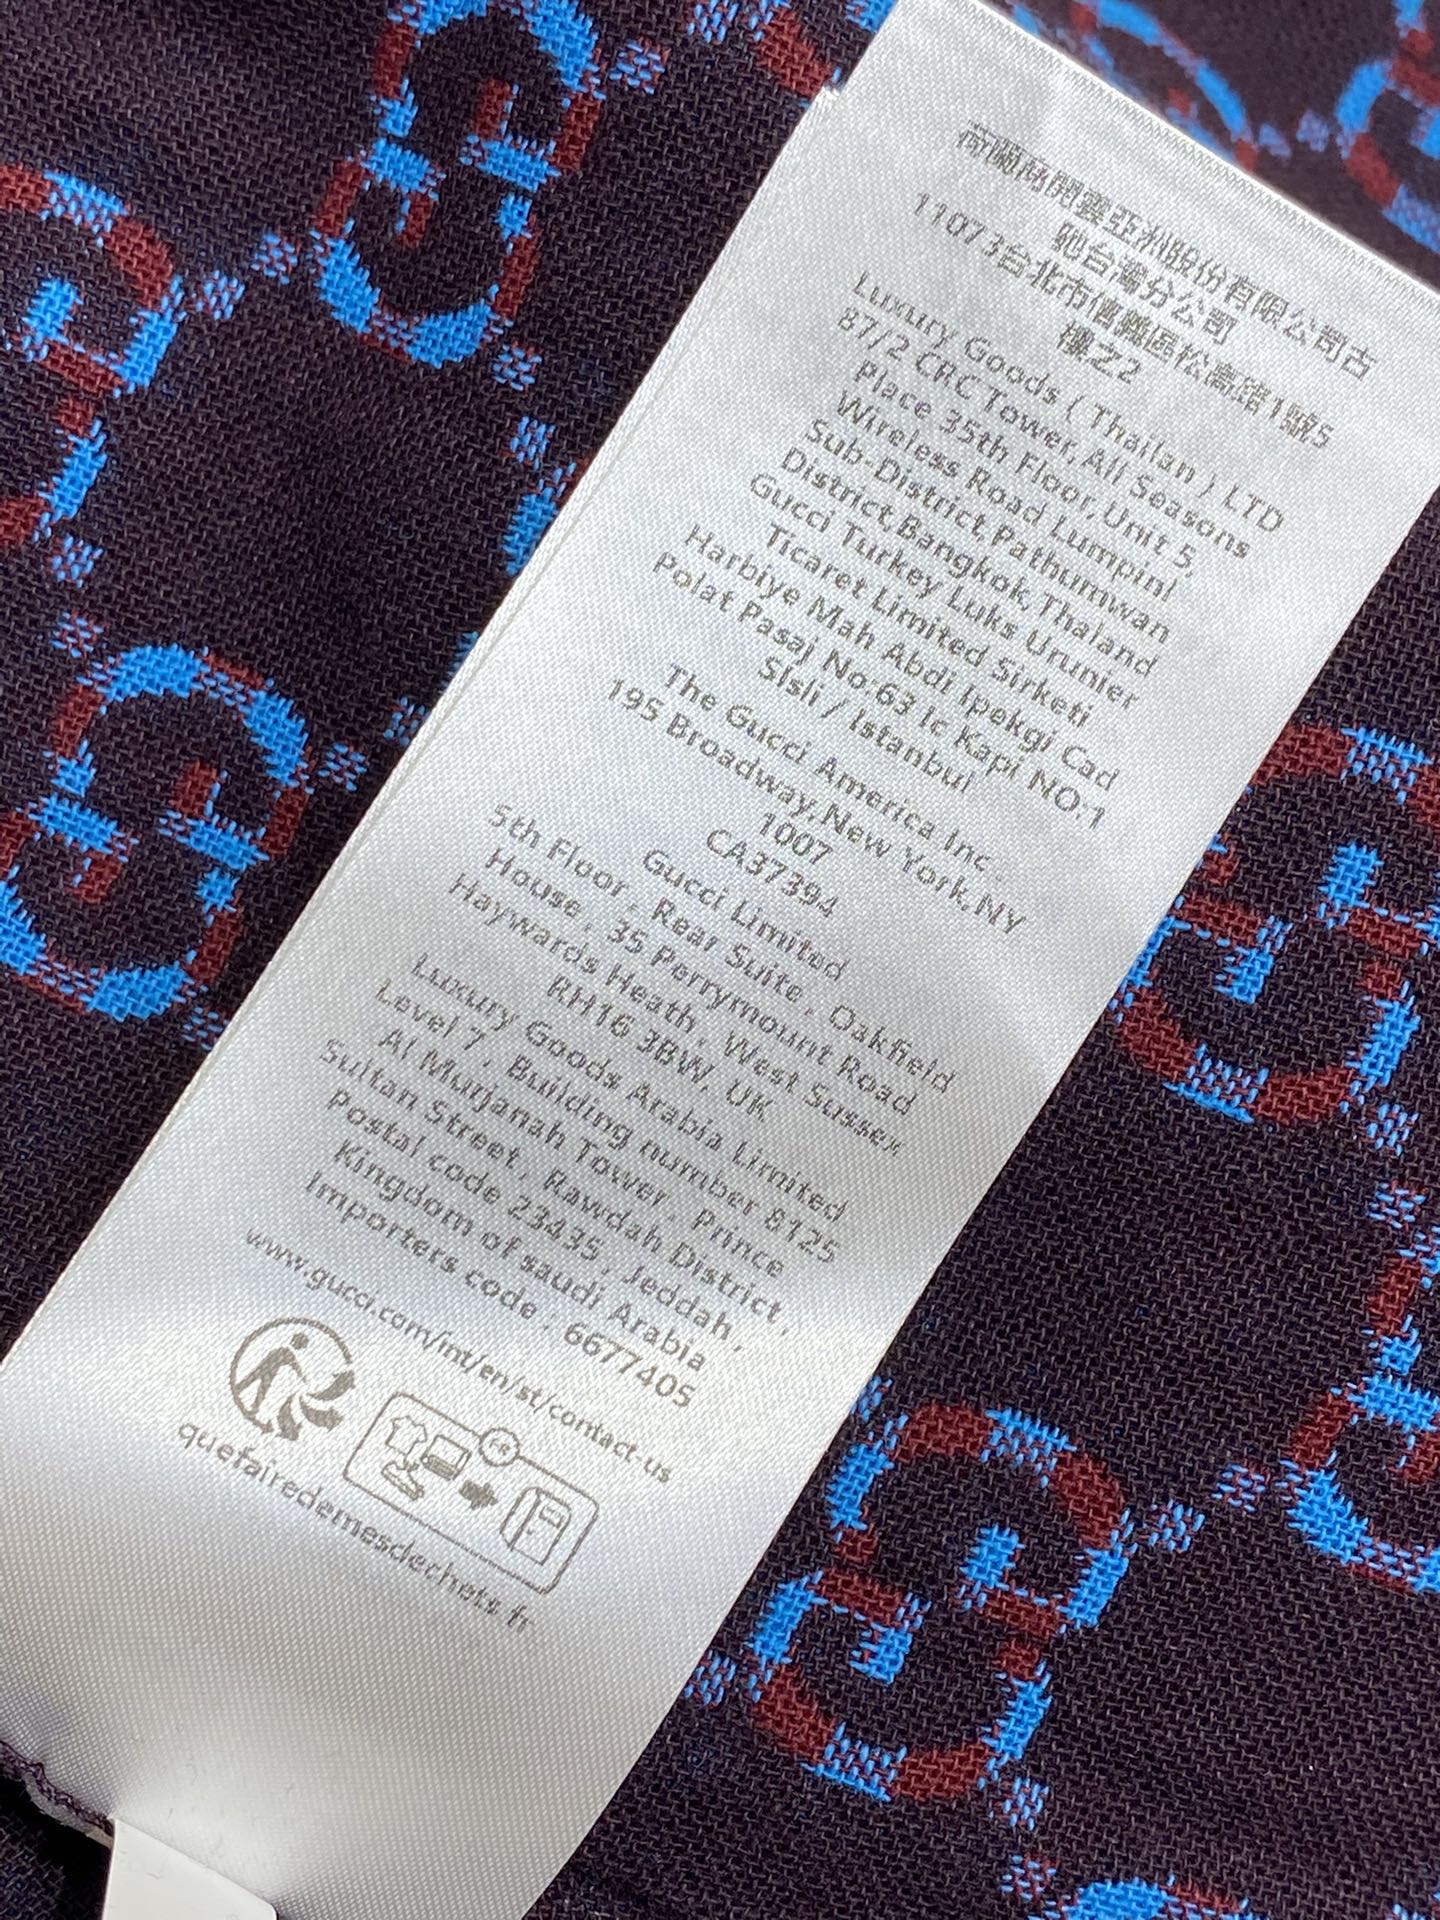 荷蘭商開雲亞洲股份有限公司古
馳台灣分公司
11073台北市信義區松高路1號5
樓之2
Luxury Goods ( Thailan ) LTD
87/2 CRC Tower, All Seasons
Place 35th Floor, Unit 5,
Wireless Road Lumpinl
Sub-District, Pathumwan
District, Bangkok, Thaland
Gucci Turkey Luks Urunier
Ticaret Limited Sirketi
Harbiye Mah Abdi Ipekgi Cad
Polat Pasaj No:63 Ic Kapi NO:1
SIsli / Istanbul
The Gucci America Inc .
195 Broadway, New York, NY
1007
CA37394
Gucci Limited
5th Floor , Rear Suite , Oakfield
House , 35 Perrymount Road
Haywards Heath , West Sussex
RH16 3BW, UK
Luxury Goods Arabia Limited
Level 7 , Building number 8125
Al Murjanah Tower , Prince
Sultan Street , Rawdah District ,
Postal code 23435 , Jeddah ,
Kingdom of saudi Arabia
Importers code : 6677405
www.gucci.com/int/en/st/contact-us
FR
quefairedemesdechets fr